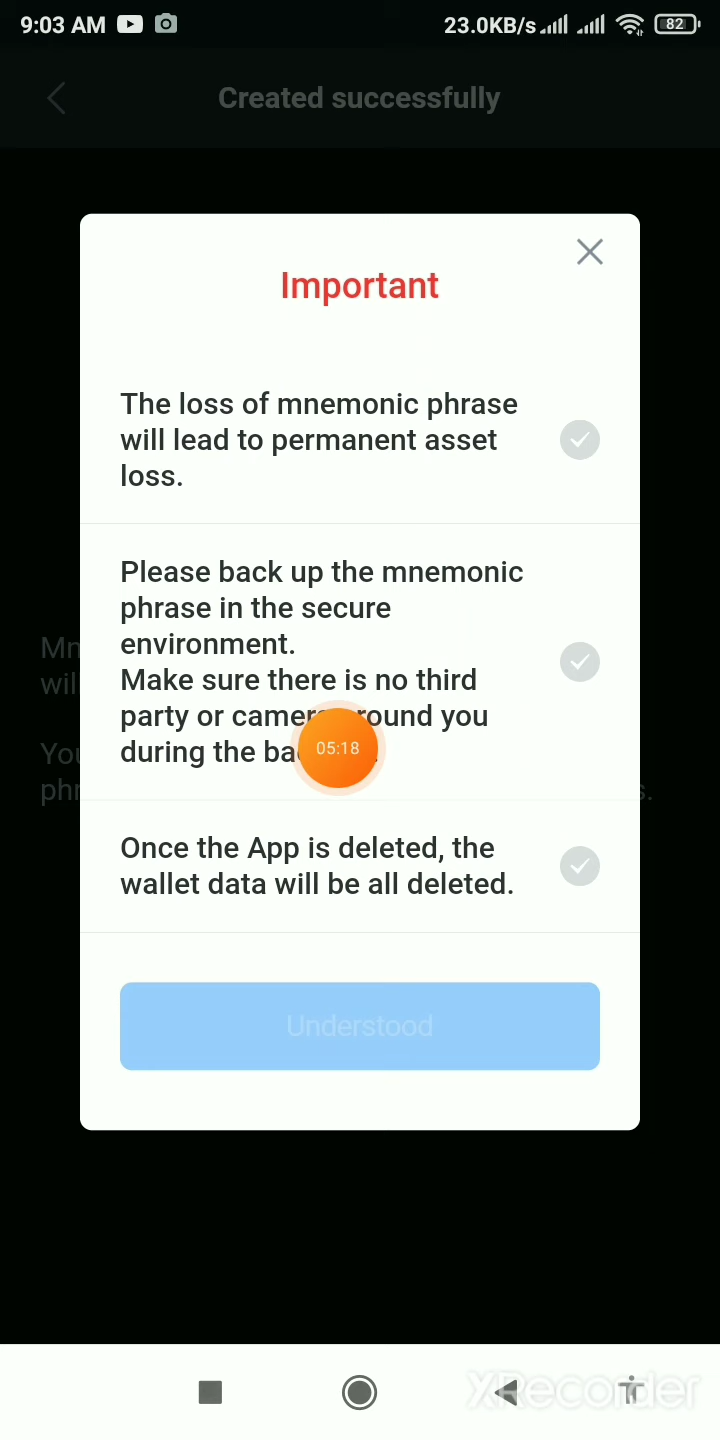 9:03 AM 23.0KB/s 82
Created successfully
Important
The loss of mnemonic phrase
will lead to permanent asset
loss.
Please back up the mnemonic
phrase in the secure
environment.
Make sure there is no third
party or camera around you
during the
05:18
Once the App is deleted, the
wallet data will be all deleted.
Understood
XRecorder